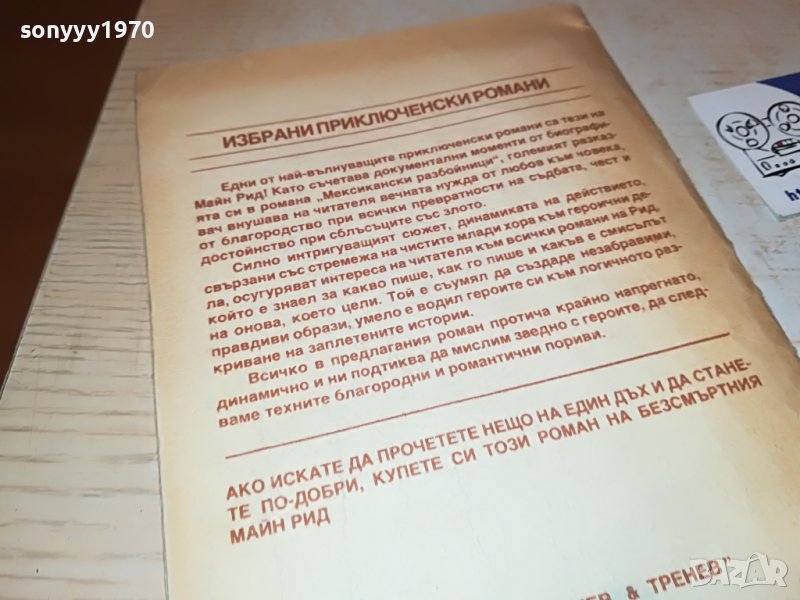 sonyyy1970
ИЗБРАНИ ПРИКЛЮЧЕНСКИ РОМАНИ
Едни от най-вълнуващите приключенски романи са тези на
Майн Рид! Като съчетава документални моменти от биографи-
ята си в романа „Мексикански разбойници", големият разказ-
вач внушава на читателя вечната нужда от любов към човека,
от благородство при всички превратности на съдбата, чест и
достойнство при сблъсъците със злото.
Силно интригуващият сюжет, динамиката на действието,
свързани със стремежа на чистите млади хора към героични де-
ла, осигуряват интереса на читателя към всички романи на Рид,
който е знаел за какво пише, как го пише и какъв е смисълът
на онова, което цели. Той е съумял да създаде незабравими,
правдиви образи, умело е водил героите си към логичното раз-
криване на заплетените истории.
Всичко в предлагания роман протича крайно напрегнато,
динамично и ни подтиква да мислим заедно с героите, да след-
ваме техните благородни и романтични пориви.
АКО ИСКАТЕ ДА ПРОЧЕТЕТЕ НЕЩО НА ЕДИН ДЪХ И ДА СТАНЕ-
ТЕ ПО-ДОБРИ, КУПЕТЕ СИ ТОЗИ РОМАН НА БЕЗСМЪРТНИЯ
МАЙН РИД
& ТРЕНЕВ"
BAZAR